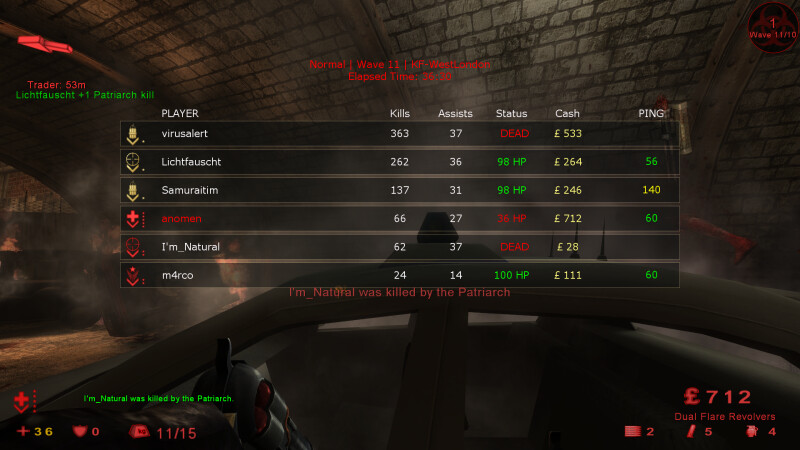 1
Wave 11/10
Normal | Wave 11 | KF-WestLondon
Elapsed Time:
Trader: 53m
Lichtfauscht +1 Patriarch kill
PLAYER Kills Assists Status Cash PING
virusalert 363 37 DEAD £ 533
Lichtfauscht 262 36 98 HP £ 264 56
Samuraitim 137 31 98 HP £ 246 140
anomen 66 27 36 HP £ 712 60
I'm_Natural 62 37 DEAD £ 28
m4rco 24 14 100 HP £ 111 60
I'm_Natural was killed by the Patriarch
I'm_Natural was killed by the Patriarch.
£ 712
Dual Flare Revolvers
36 0 11/15 2 5 4